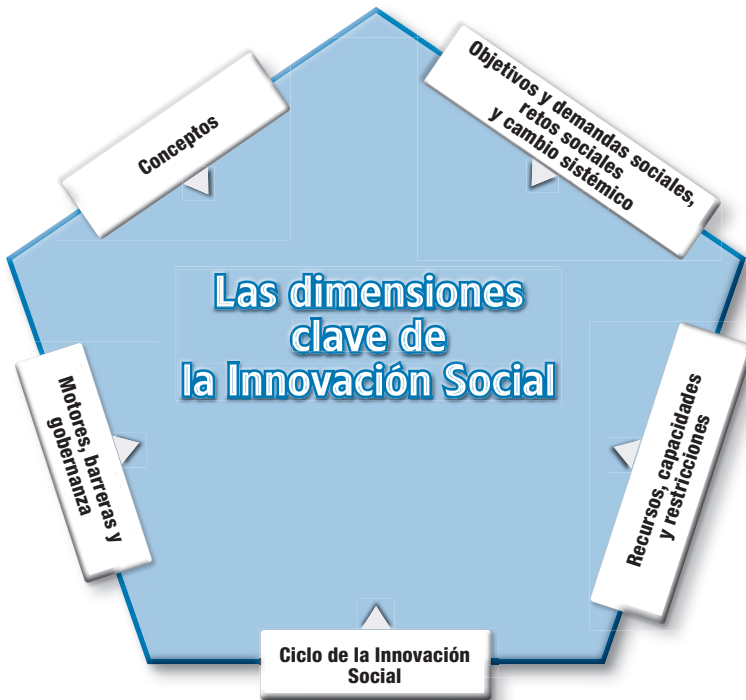 Conceptos
Objetivos y demandas sociales,
retos sociales
y cambio sistémico
Las dimensiones
clave de
la Innovación Social
Motores, barreras y
gobernanza
Recursos, capacidades
y restricciones
Ciclo de la Innovación
Social